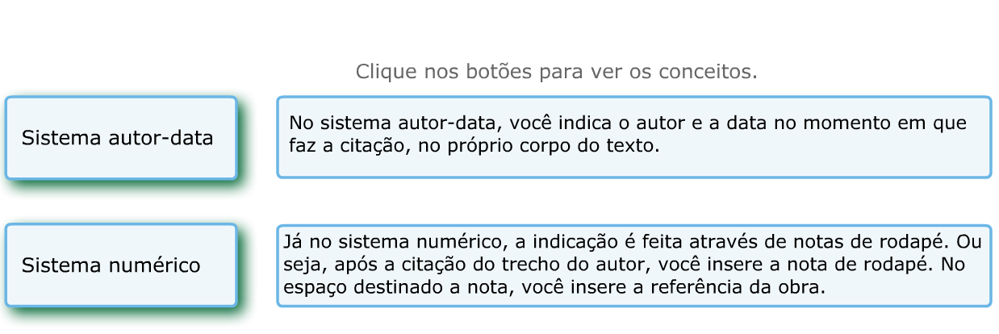 Clique nos botões para ver os conceitos.
Sistema autor-data
No sistema autor-data, você indica o autor e a data no momento em que
faz a citação, no próprio corpo do texto.
Sistema numérico
Já no sistema numérico, a indicação é feita através de notas de rodapé. Ou
seja, após a citação do trecho do autor, você insere a nota de rodapé. No
espaço destinado a nota, você insere a referência da obra.